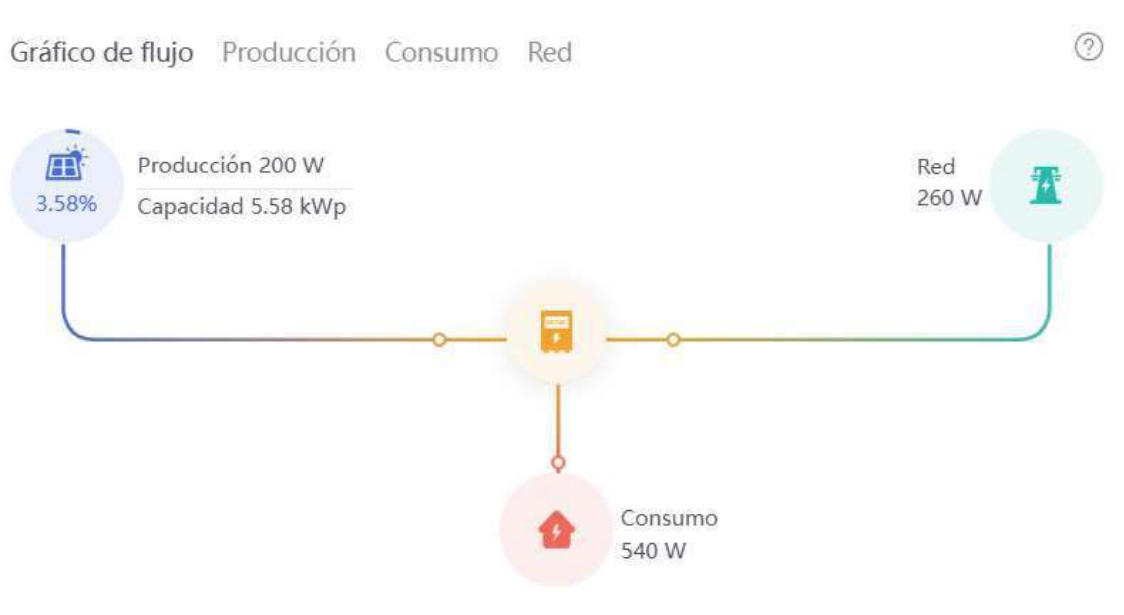 Gráfico de flujo Producción Consumo Red
Producción 200 W
3.58%
Capacidad 5.58 kWp
Red
260 W
Consumo
540 W